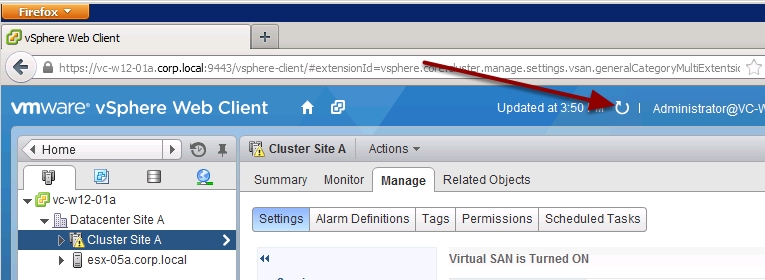 Firefox
vSphere Web Client
https://vc-w12-01a.corp.local:9443/vsphere-client/#extensionId=vsphere.core.cluster.manage.settings.vsan.generalCategoryMultiExtentsio
vmware® vSphere Web Client
Updated at 3:50
Administrator@VC-W
Home
Cluster Site A
Actions
Summary Monitor Manage Related Objects
vc-w12-01a
Settings Alarm Definitions Tags Permissions Scheduled Tasks
Datacenter Site A
Cluster Site A
esx-05a.corp.local
Virtual SAN is Turned ON